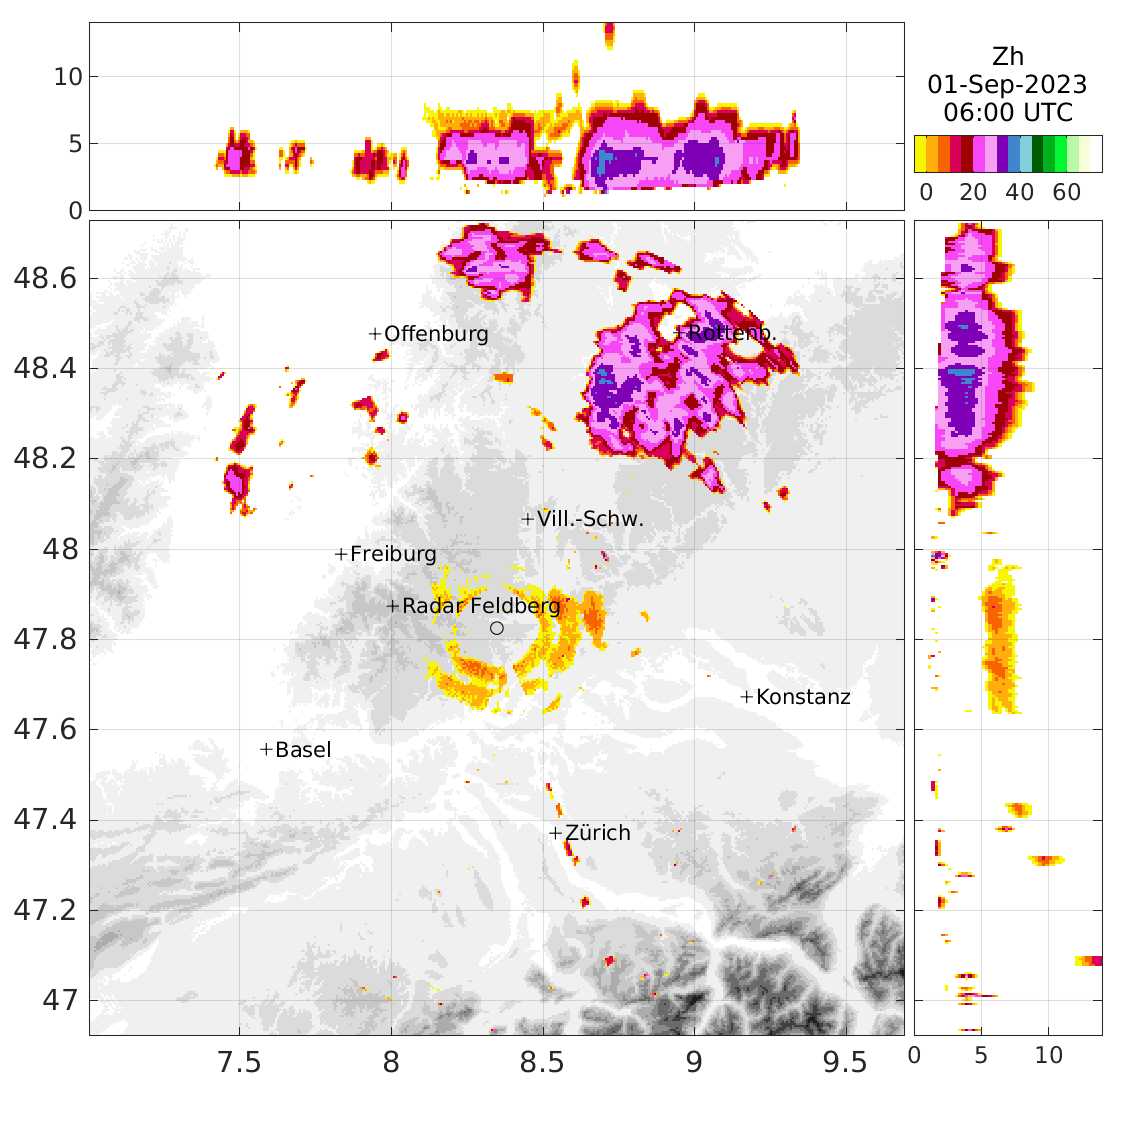 10
5
0
Zh
01-Sep-2023
06:00 UTC
0 20 40 60
48.6
48.4
48.2
48
47.8
47.6
47.4
47.2
47
Offenburg
Rottenb.
Vill.-Schw.
Freiburg
Radar Feldberg
Konstanz
Basel
Zürich
7.5 8 8.5 9 9.5
0 5 10